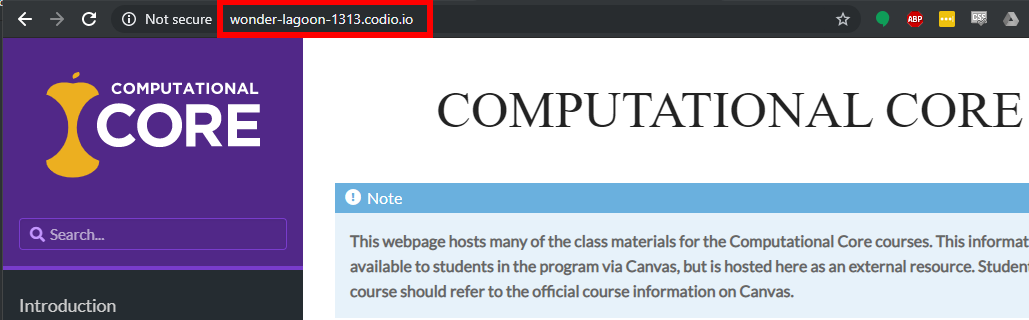 Not secure wonder-lagoon-1313.codio.io
ABP
CSP
COMPUTATIONAL
CORE
Search...
Introduction
COMPUTATIONAL CORE
Note
This webpage hosts many of the class materials for the Computational Core courses. This informat
available to students in the program via Canvas, but is hosted here as an external resource. Studen
course should refer to the official course information on Canvas.